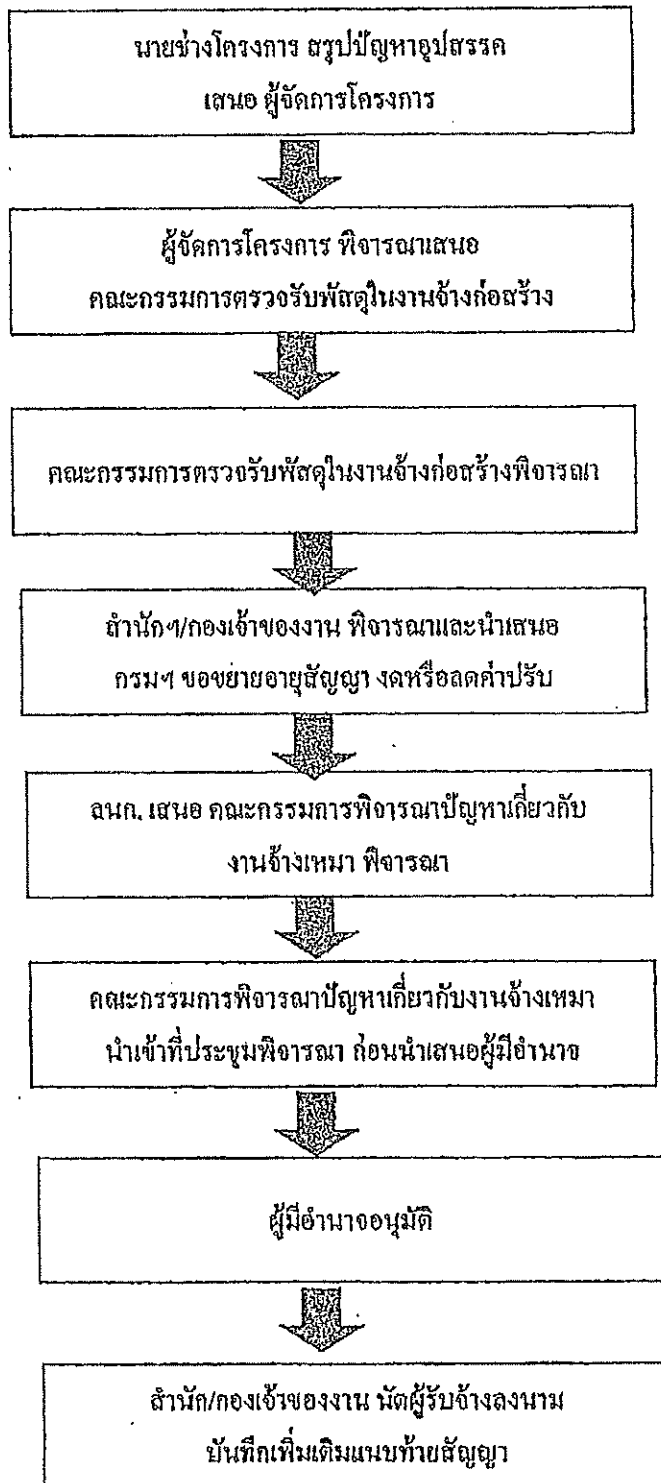 นายช่างโครงการ สรุปปัญหาอุปสรรค
เสนอ ผู้จัดการโครงการ
ผู้จัดการโครงการ พิจารณาเสนอ
คณะกรรมการตรวจรับพัสดุในงานจ้างก่อสร้าง
คณะกรรมการตรวจรับพัสดุในงานจ้างก่อสร้างพิจารณา
สำนักฯ/กองเจ้าของงาน พิจารณาและนำเสนอ
กรมฯ ขอขยายอายุสัญญา งดหรือลดค่าปรับ
ลนก. เสนอ คณะกรรมการพิจารณาปัญหาเกี่ยวกับ
งานจ้างเหมา พิจารณา
คณะกรรมการพิจารณาปัญหาเกี่ยวกับงานจ้างเหมา
นำเข้าที่ประชุมพิจารณา ก่อนนำเสนอผู้มีอำนาจ
ผู้มีอำนาจอนุมัติ
สำนัก/กองเจ้าของงาน นัดผู้รับจ้างลงนาม
บันทึกเพิ่มเติมแนบท้ายสัญญา